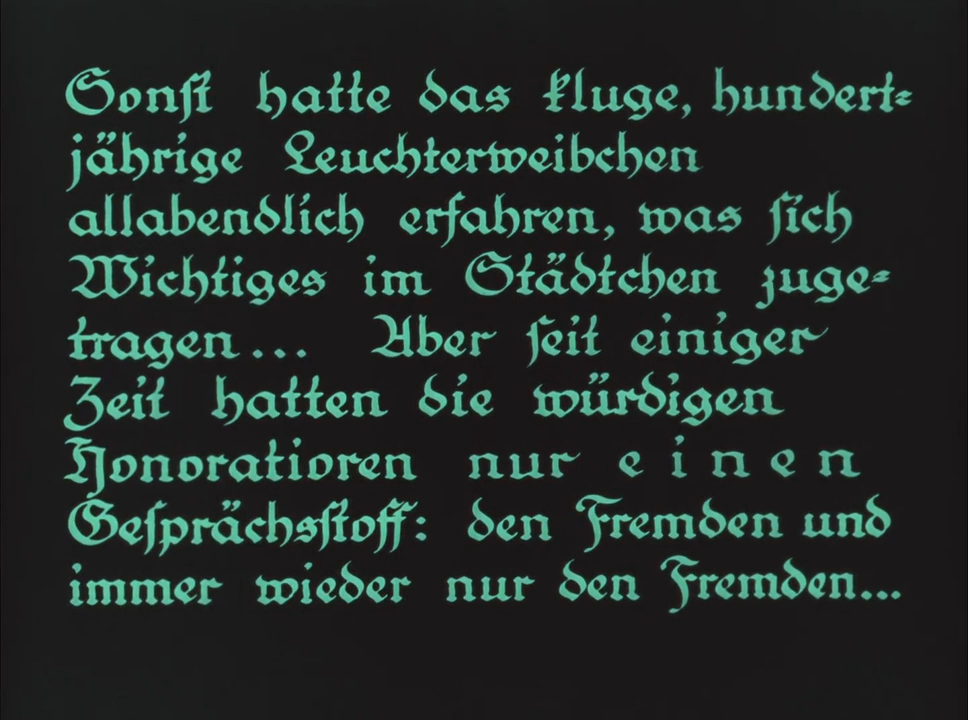 Sonſt hatte das kluge, hundert⸗
jährige Leuchterweibchen
allabendlich erfahren, was ſich
Wichtiges im Städtchen zuge⸗
tragen... Aber ſeit einiger
Zeit hatten die würdigen
Honoratioren nur e i n e n
Geſprächsſtoff: den Fremden und
immer wieder nur den Fremden...